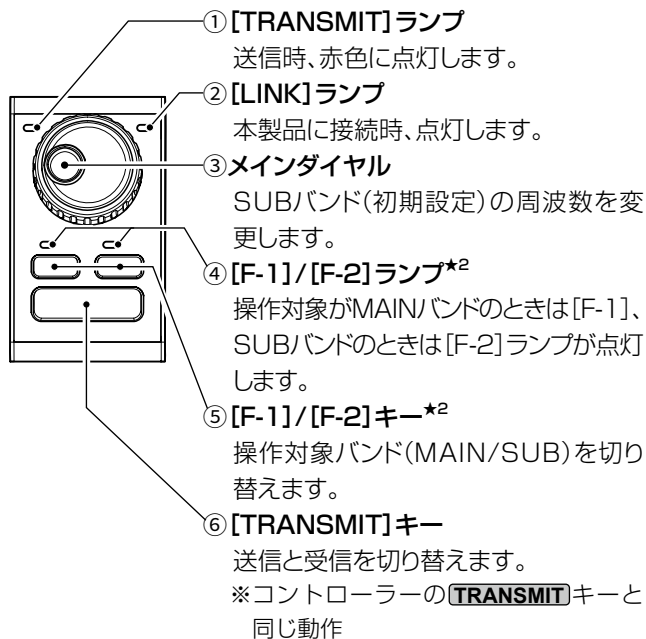 ①[TRANSMIT]ランプ
送信時、赤色に点灯します。
②[LINK]ランプ
本製品に接続時、点灯します。
③メインダイヤル
SUBバンド(初期設定)の周波数を変
更します。
④[F-1]/[F-2]ランプ★2
操作対象がMAINバンドのときは[F-1]、
SUBバンドのときは[F-2]ランプが点灯
します。
⑤[F-1]/[F-2]キー★2
操作対象バンド(MAIN/SUB)を切り
替えます。
⑥[TRANSMIT]キー
送信と受信を切り替えます。
※コントローラーの[TRANSMIT]キーと
同じ動作